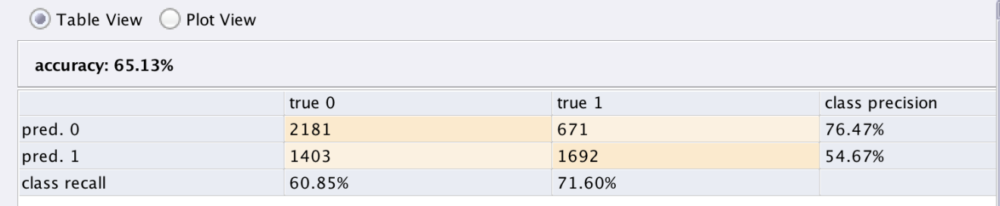 Table View Plot View
accuracy: 65.13%
true 0 true 1 class precision
pred. 0 2181 671 76.47%
pred. 1 1403 1692 54.67%
class recall 60.85% 71.60%